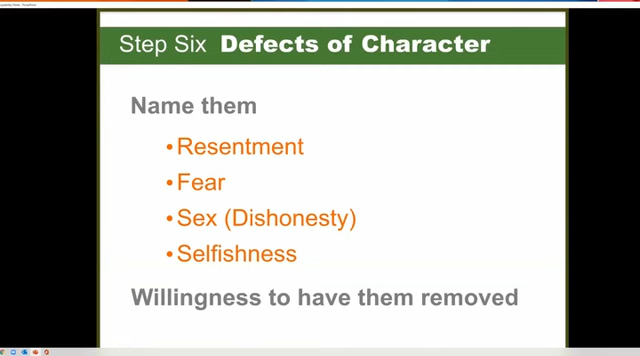 Step Six Defects of Character
Name them
•Resentment
•Fear
•Sex (Dishonesty)
•Selfishness
Willingness to have them removed